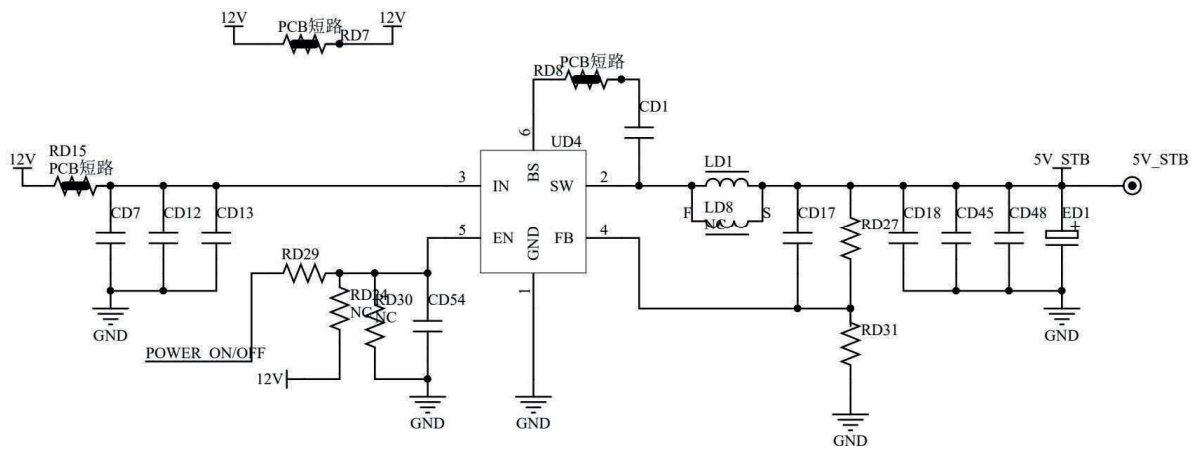 12V
12V
PCB短路
RD7
PCB短路
RD8
CD1
6
UD4
12V
RD15
PCB短路
BS
3
IN
SW
2
LD1
5V_STB
5V_STB
CD7
CD12
CD13
F
LD8
NC
S
CD17
RD27
CD18
CD45
CD48
ED1
+
5
EN
GND
FB
4
RD29
1
RD24
NC
RD30
NC
CD54
GND
POWER_ON/OFF
12V
RD31
GND
GND
GND
GND